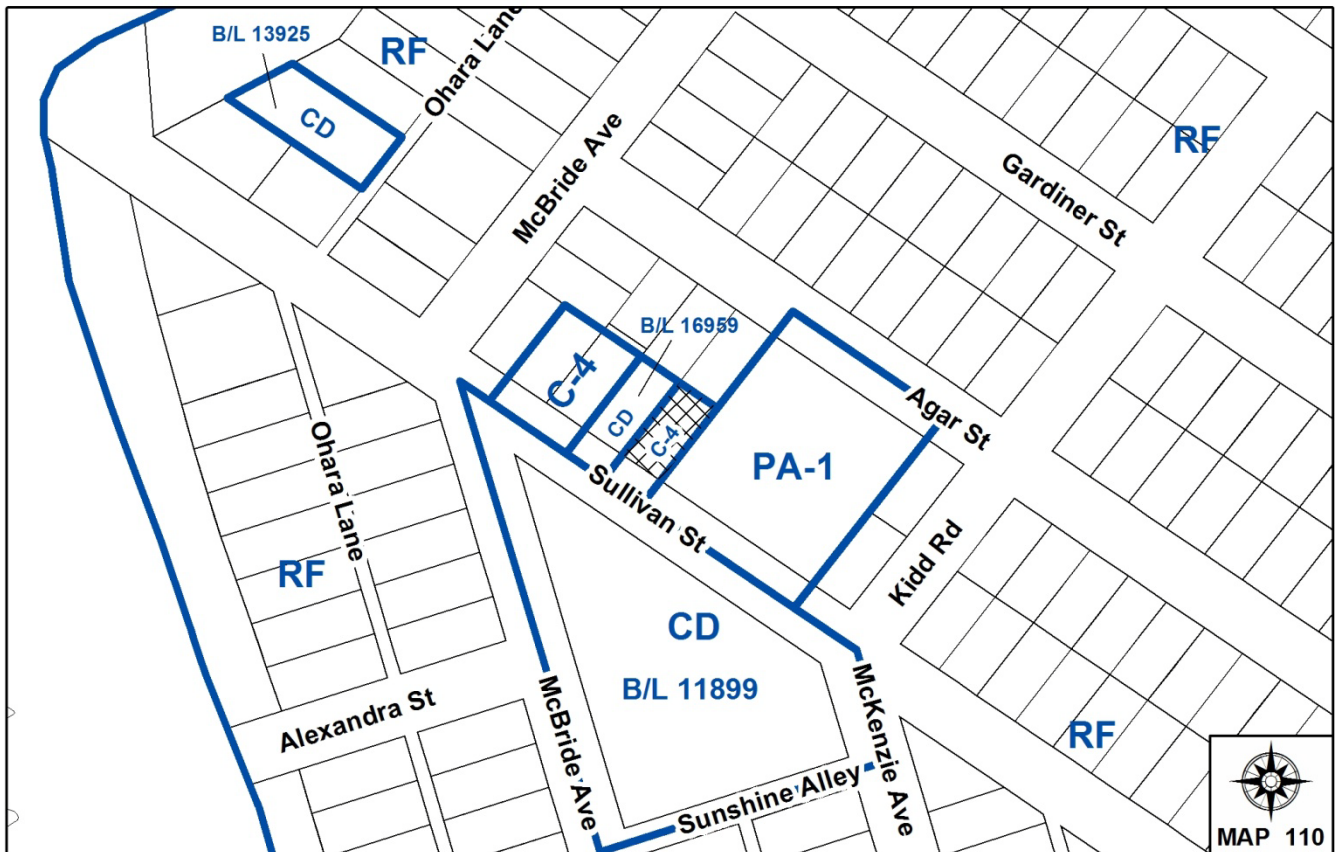 B/L 13925
RF
Ohara Lane
CD
McBride Ave
RF
Gardiner St
B/L 16959
C-4
CD
C-4
Agar St
PA-1
Sullivan St
Ohara Lane
RF
Kidd Rd
CD
B/L 11899
McBride Ave
McKenzie Ave
Alexandra St
RF
Sunshine Alley
MAP 110